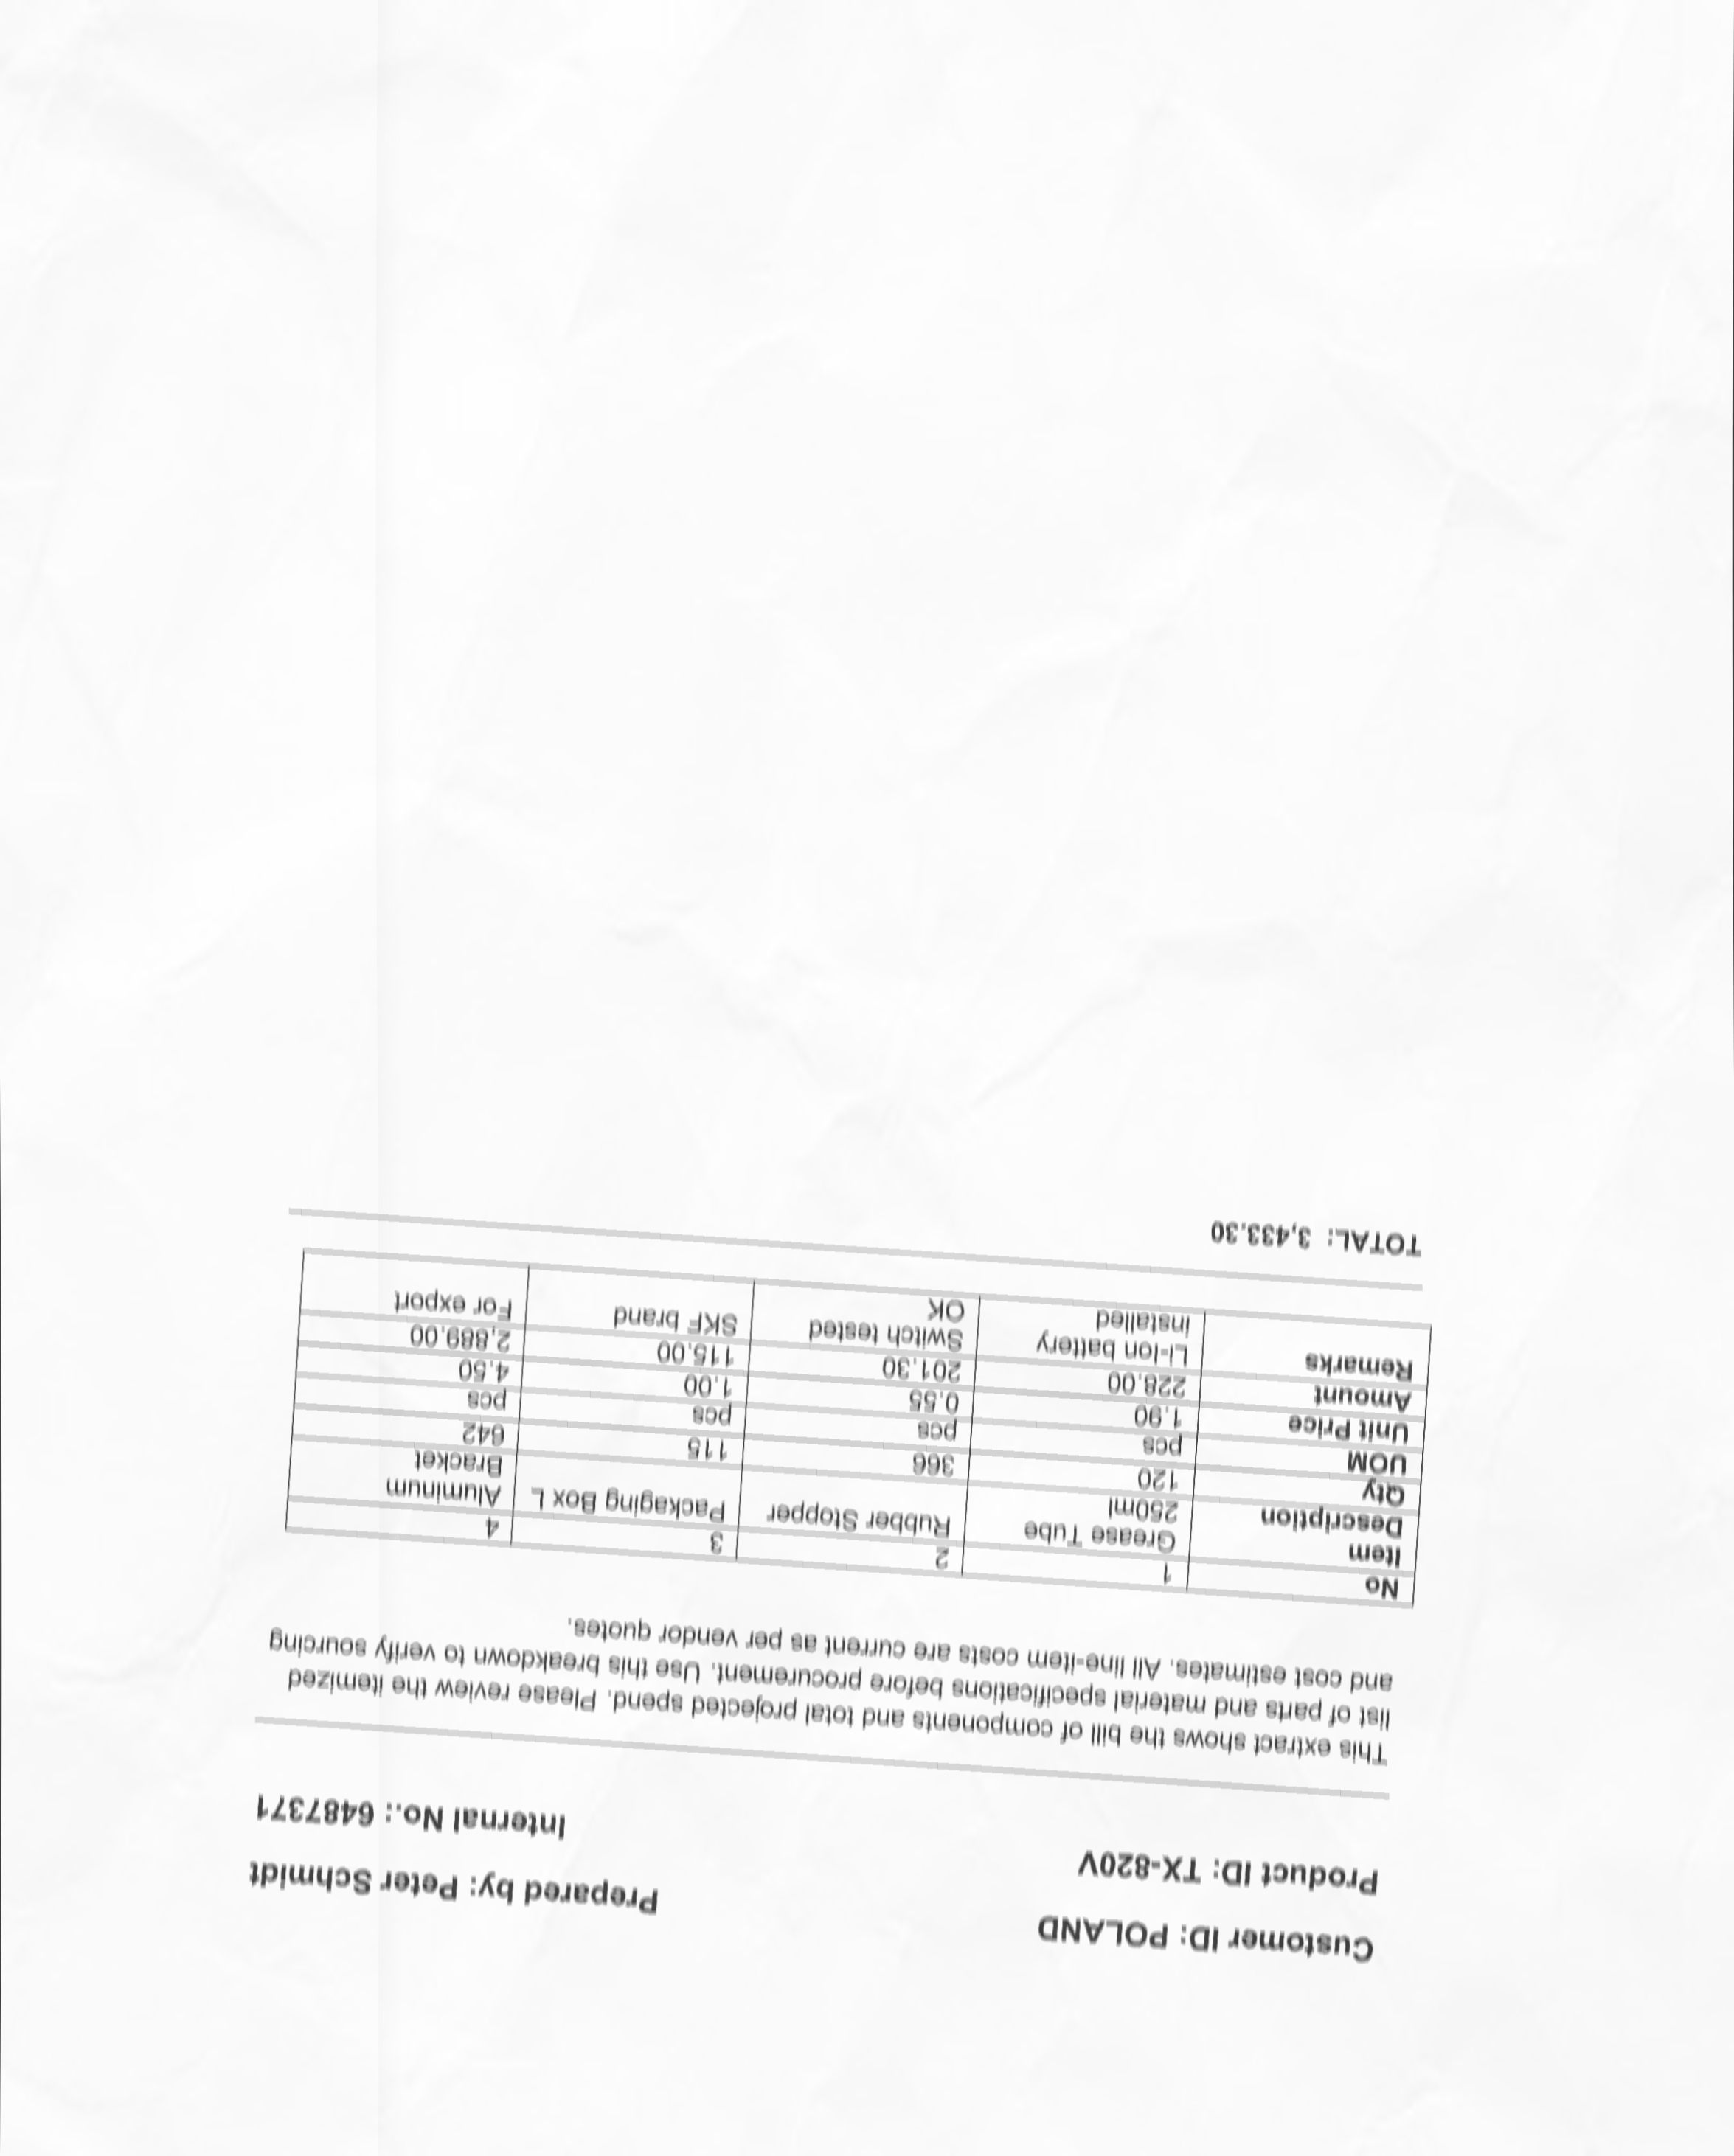 Customer ID: POLAND Prepared by: Peter Schmidt
Product ID: TX-820V Internal No.: 6487371
This extract shows the bill of components and total projected spend. Please review the itemized
list of parts and material specifications before procurement. Use this breakdown to verify sourcing
and cost estimates. All line-item costs are current as per vendor quotes.
No 1 2 3 4
Item Grease Tube Rubber Stopper Packaging Box L Aluminum
Description 250ml Bracket
Qty 120 366 115 642
UOM pcs pcs pcs pcs
Unit Price 1.90 0.55 1.00 4.50
Amount 228.00 201.30 115.00 2,889.00
Remarks Li-Ion battery Switch tested SKF brand For export
installed OK
TOTAL: 3,433.30